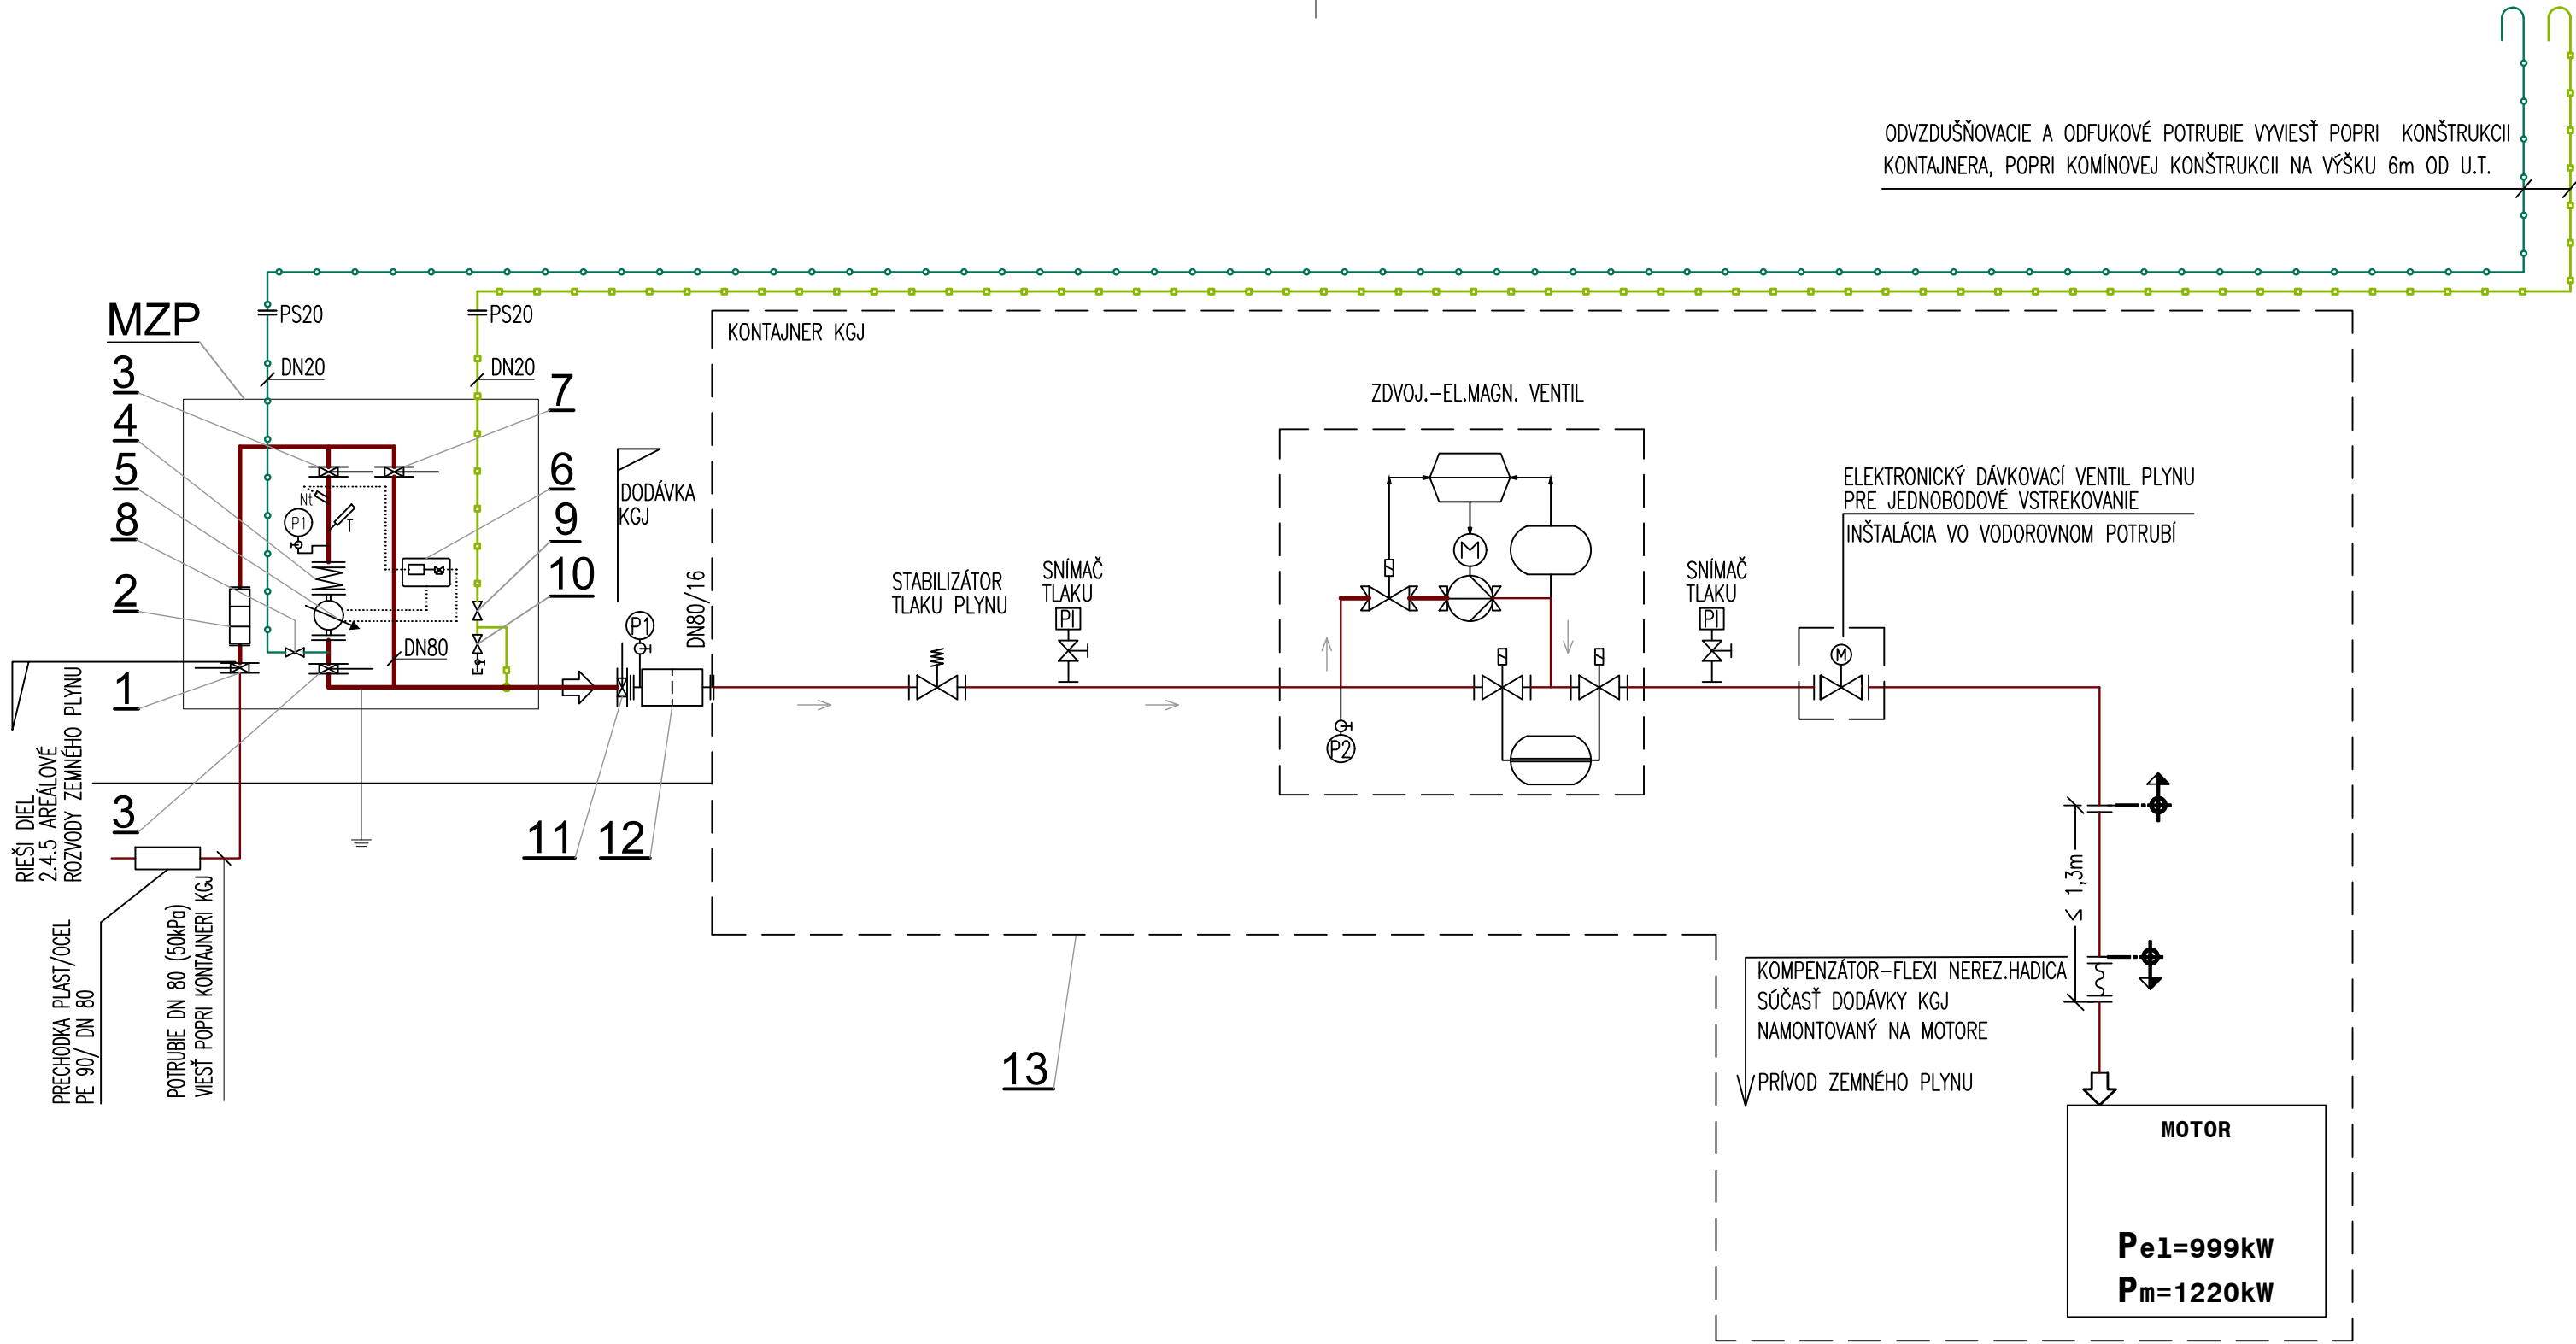 ODVZDUŠŇOVACIE A ODFUKOVÉ POTRUBIE VYVIESŤ POPRI KONŠTRUKCII
KONTAJNERA, POPRI KOMÍNOVEJ KONŠTRUKCII NA VÝŠKU 6m OD U.T.
MZP
PS20
PS20
DN20
DN20
3
4
5
8
2
1
3
7
6
9
10
Nt
P1
T
DN80
DODÁVKA
KGJ
P1
DN80/16
11
12
13
KONTAJNER KGJ
STABILIZÁTOR
TLAKU PLYNU
SNÍMAČ
TLAKU
PI
ZDVOJ.-EL.MAGN. VENTIL
M
P2
SNÍMAČ
TLAKU
PI
ELEKTRONICKÝ DÁVKOVACÍ VENTIL PLYNU
PRE JEDNOBODOVÉ VSTREKOVANIE
INŠTALÁCIA VO VODOROVNOM POTRUBÍ
M
RIEŠI DIEL
2.4.5 AREÁLOVÉ
ROZVODY ZEMNÉHO PLYNU
PRECHODKA PLAST/OCEL
PE 90/ DN 80
POTRUBIE DN 80 (50kPa)
VIESŤ POPRI KONTAJNERI KGJ
≤ 1,3m
KOMPENZÁTOR-FLEXI NEREZ.HADICA
SÚČASŤ DODÁVKY KGJ
NAMONTOVANÝ NA MOTORE
PRÍVOD ZEMNÉHO PLYNU
MOTOR
Pel=999kW
Pm=1220kW